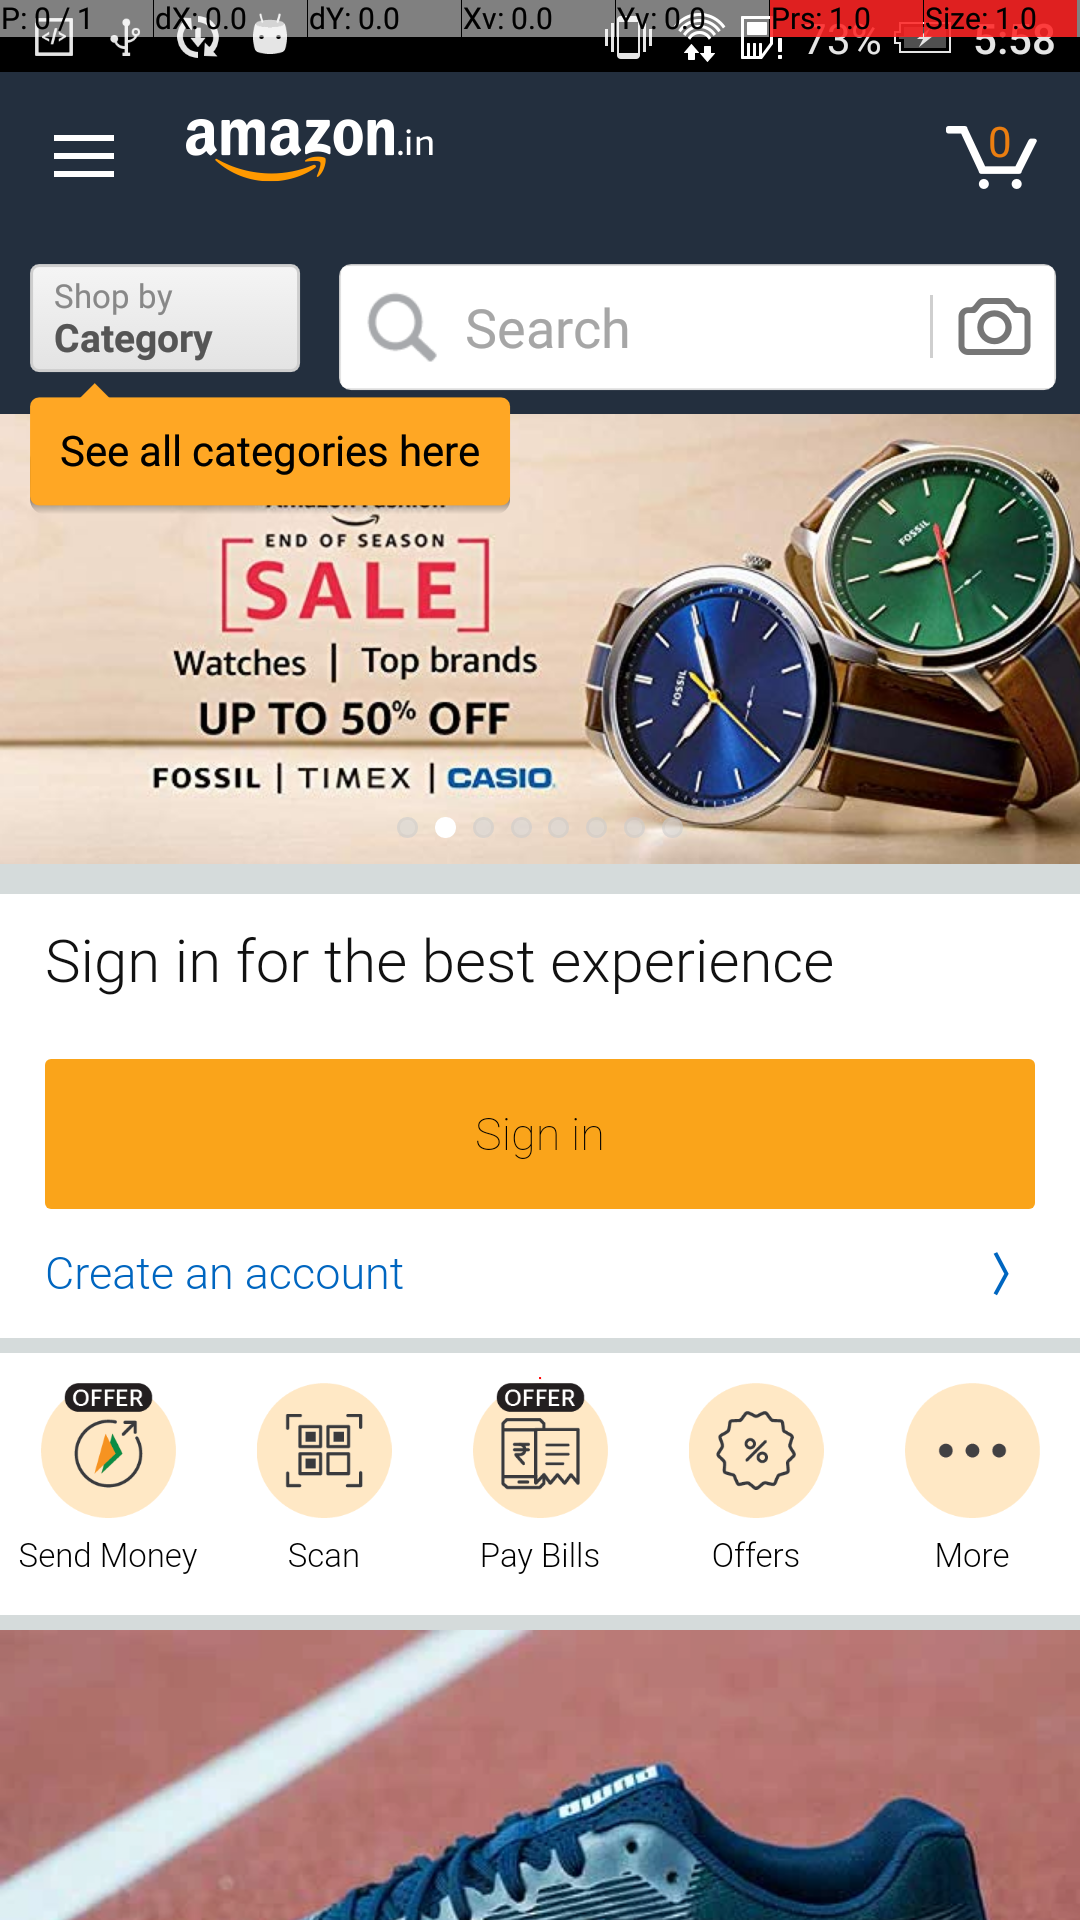 P: 0 / 1 dX: 0.0 dY: 0.0 Xv: 0.0 Yv: 0.0 Prs: 1.0 Size: 1.0
73% 5:58
amazon.in
0
Shop by
Category
Search
See all categories here
Amazon Fashion
END OF SEASON
SALE
Watches | Top brands
UP TO 50% OFF
FOSSIL | TIMEX | CASIO
FOSSIL
FOSSIL
Sign in for the best experience
Sign in
Create an account
OFFER
OFFER
Send Money
Scan
Pay Bills
Offers
More
puma